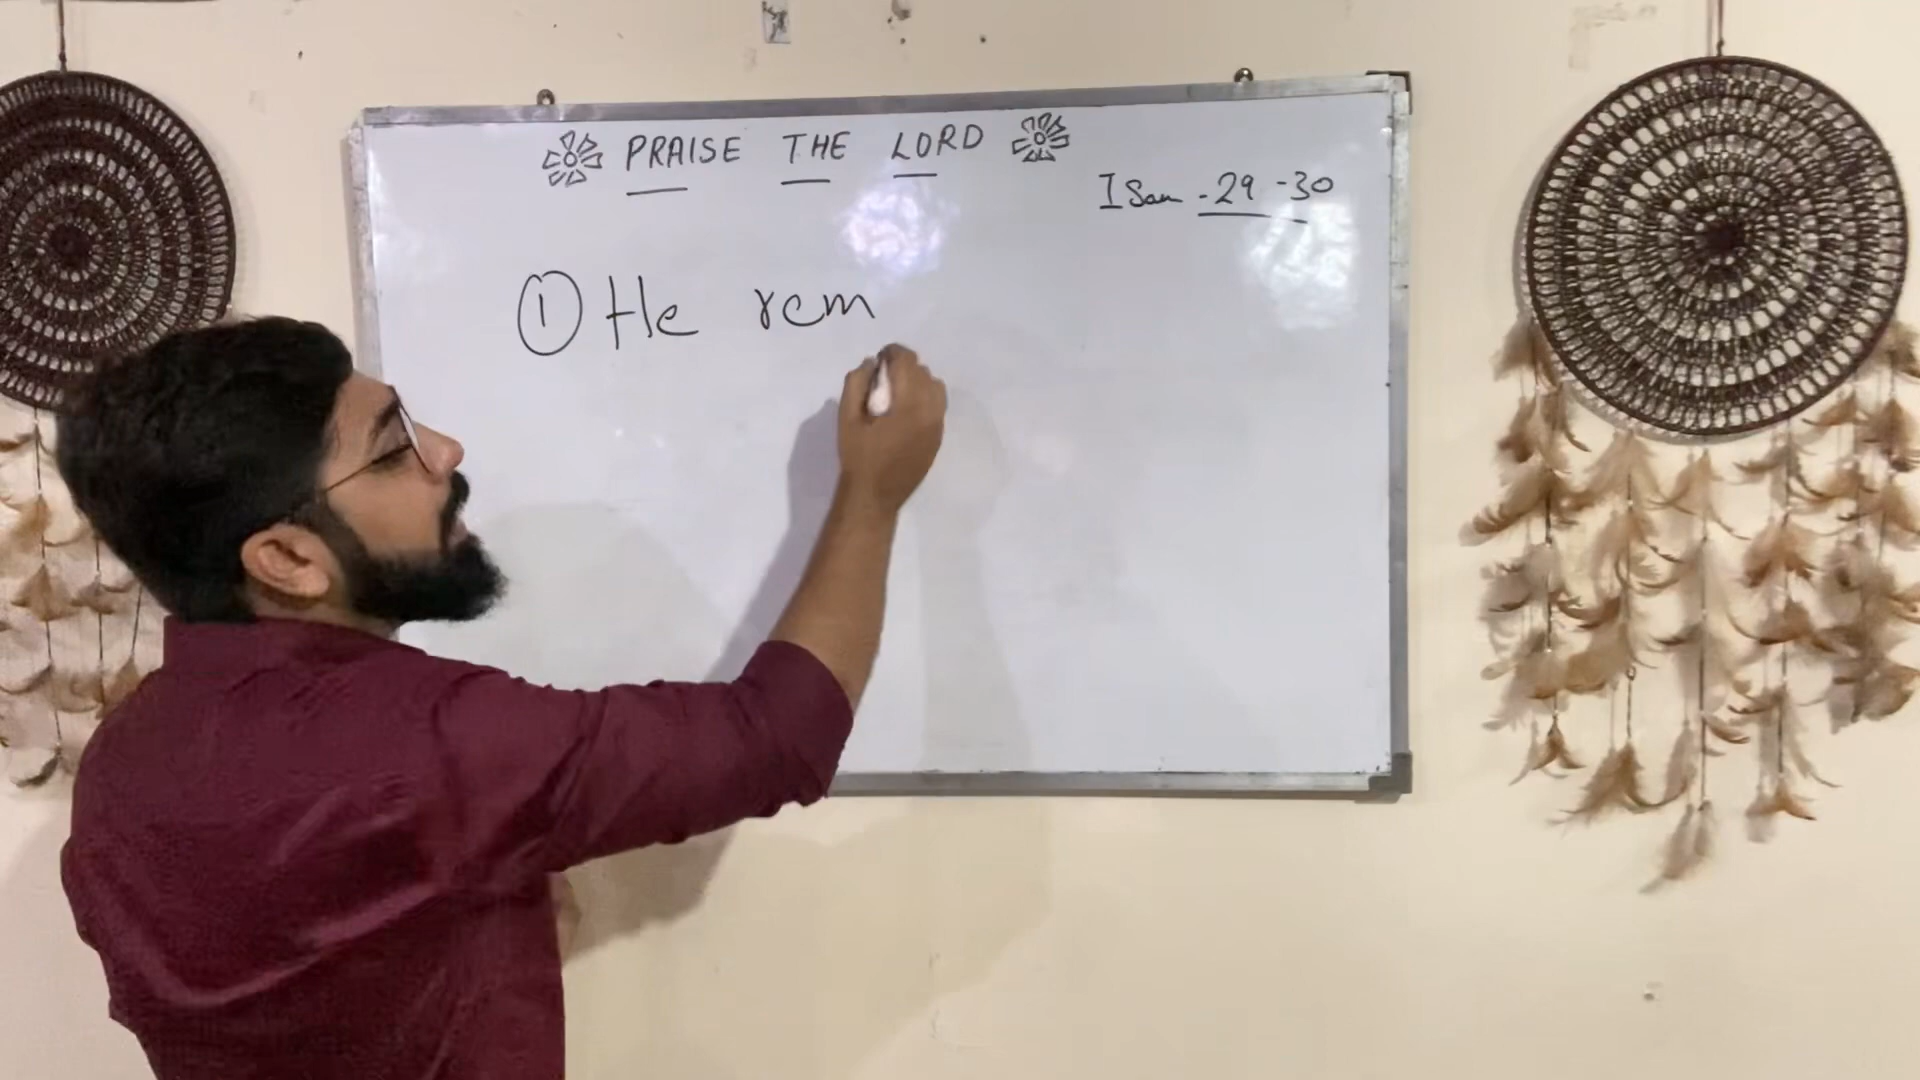 PRAISE THE LORD
I Sam - 29 - 30
① He rem